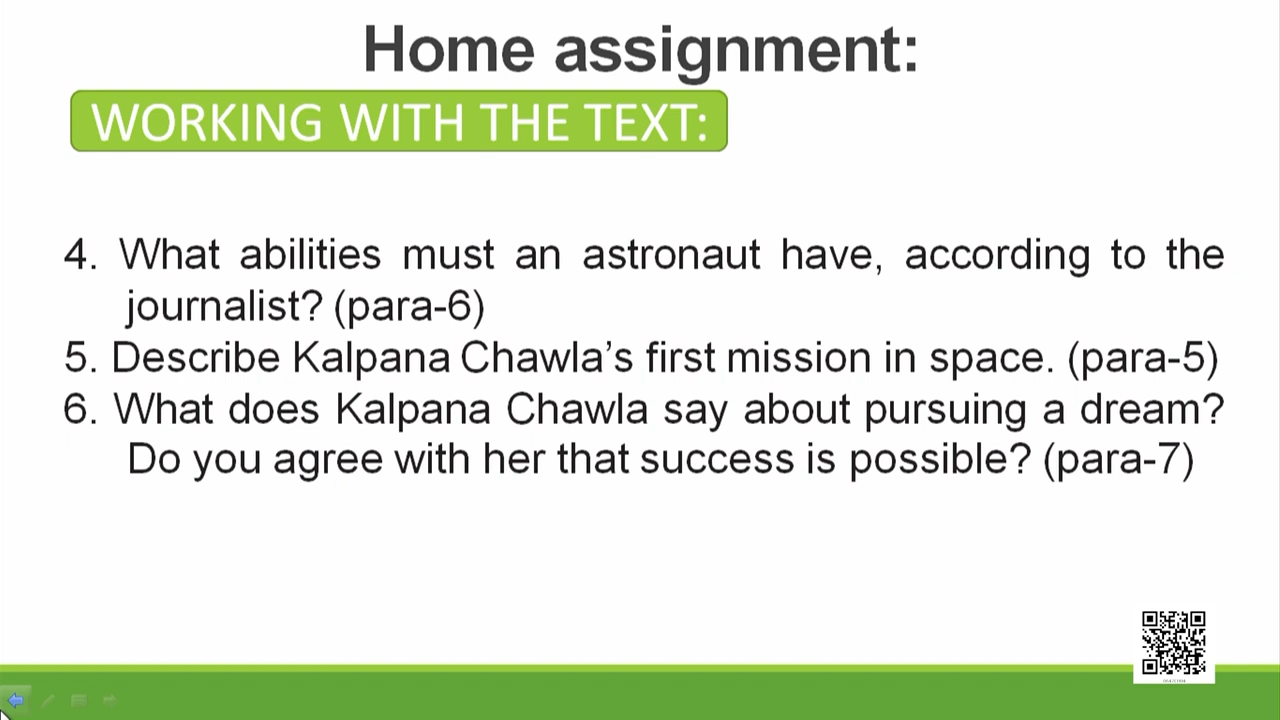 Home assignment:
WORKING WITH THE TEXT:
4. What abilities must an astronaut have, according to the
journalist? (para-6)
5. Describe Kalpana Chawla’s first mission in space. (para-5)
6. What does Kalpana Chawla say about pursuing a dream?
Do you agree with her that success is possible? (para-7)